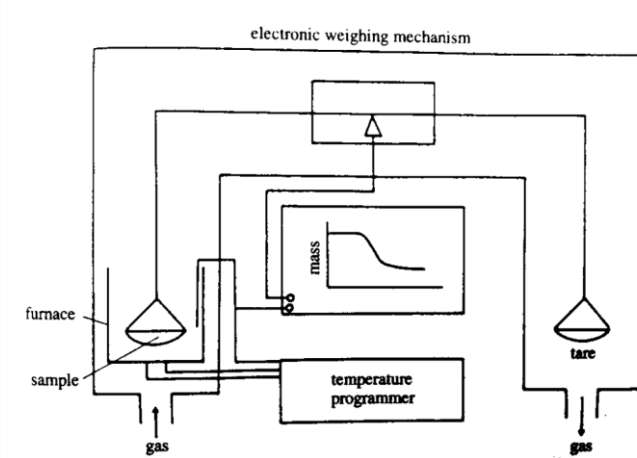 electronic weighing mechanism
mass
furnace
sample
tare
temperature
programmer
gas
gas